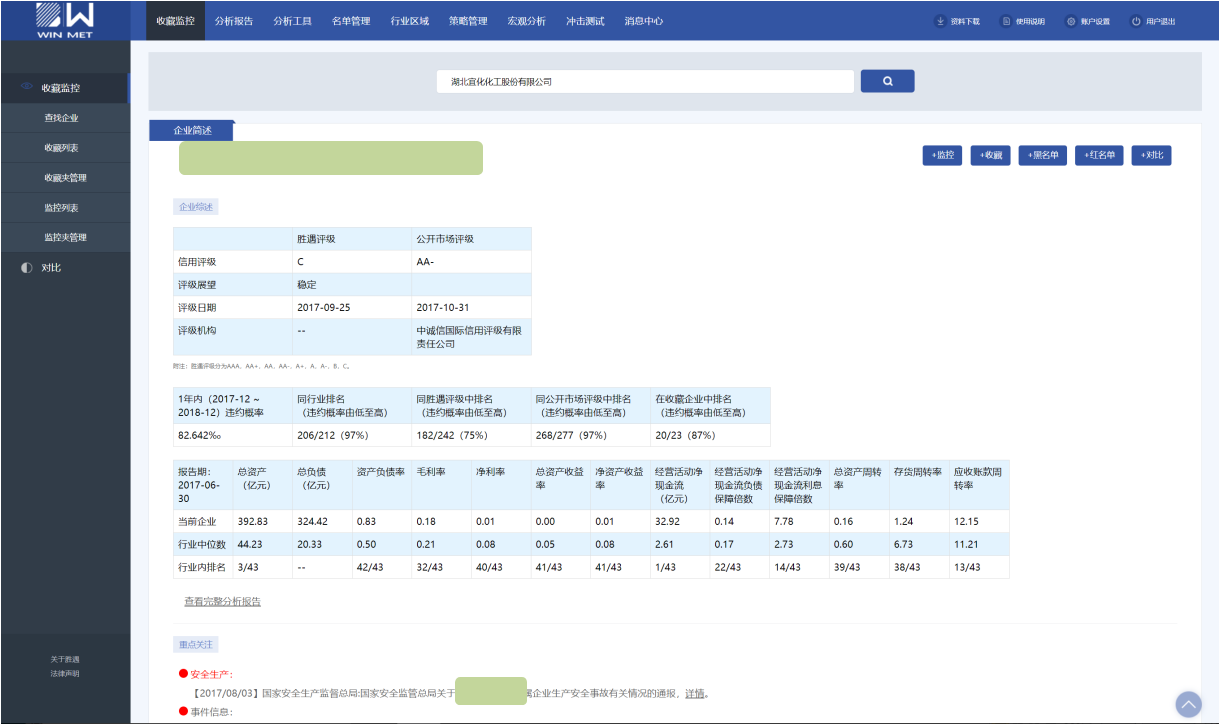 WIN MET
收藏监控 分析报告 分析工具 名单管理 行业区域 策略管理 宏观分析 冲击测试 消息中心 资料下载 使用说明 账户设置 用户退出
收藏监控
查找企业
收藏列表
收藏夹管理
监控列表
监控夹管理
对比
关于胜遇
法律声明
湖北宜化化工股份有限公司
企业简述
+监控 +收藏 +黑名单 +红名单 +对比
企业综述
胜遇评级 公开市场评级
信用评级 C AA-
评级展望 稳定
评级日期 2017-09-25 2017-10-31
评级机构 -- 中诚信国际信用评级有限
责任公司
附注：胜遇评级分为AAA、AA+、AA、AA-、A+、A、A-、B、C。
1年内（2017-12 ~ 同行业排名 同胜遇评级中排名 同公开市场评级中排名 在收藏企业中排名
2018-12）违约概率 （违约概率由低至高） （违约概率由低至高） （违约概率由低至高） （违约概率由低至高）
82.642‰ 206/212（97%） 182/242（75%） 268/277（97%） 20/23（87%）
报告期： 总资产 总负债 资产负债率 毛利率 净利率 总资产收益 净资产收益 经营活动净 经营活动净 经营活动净 总资产周转 存货周转率 应收账款周
2017-06- （亿元） （亿元） 率 率 现金流 现金流负债 现金流利息 率 转率
30 （亿元） 保障倍数 保障倍数
当前企业 392.83 324.42 0.83 0.18 0.01 0.00 0.01 32.92 0.14 7.78 0.16 1.24 12.15
行业中位数 44.23 20.33 0.50 0.21 0.08 0.05 0.08 2.61 0.17 2.73 0.60 6.73 11.21
行业内排名 3/43 -- 42/43 32/43 40/43 41/43 41/43 1/43 22/43 14/43 39/43 38/43 13/43
查看完整分析报告
重点关注
安全生产：
【2017/08/03】国家安全生产监督总局:国家安全监管总局关于 属企业生产安全事故有关情况的通报，详情。
事件信息：